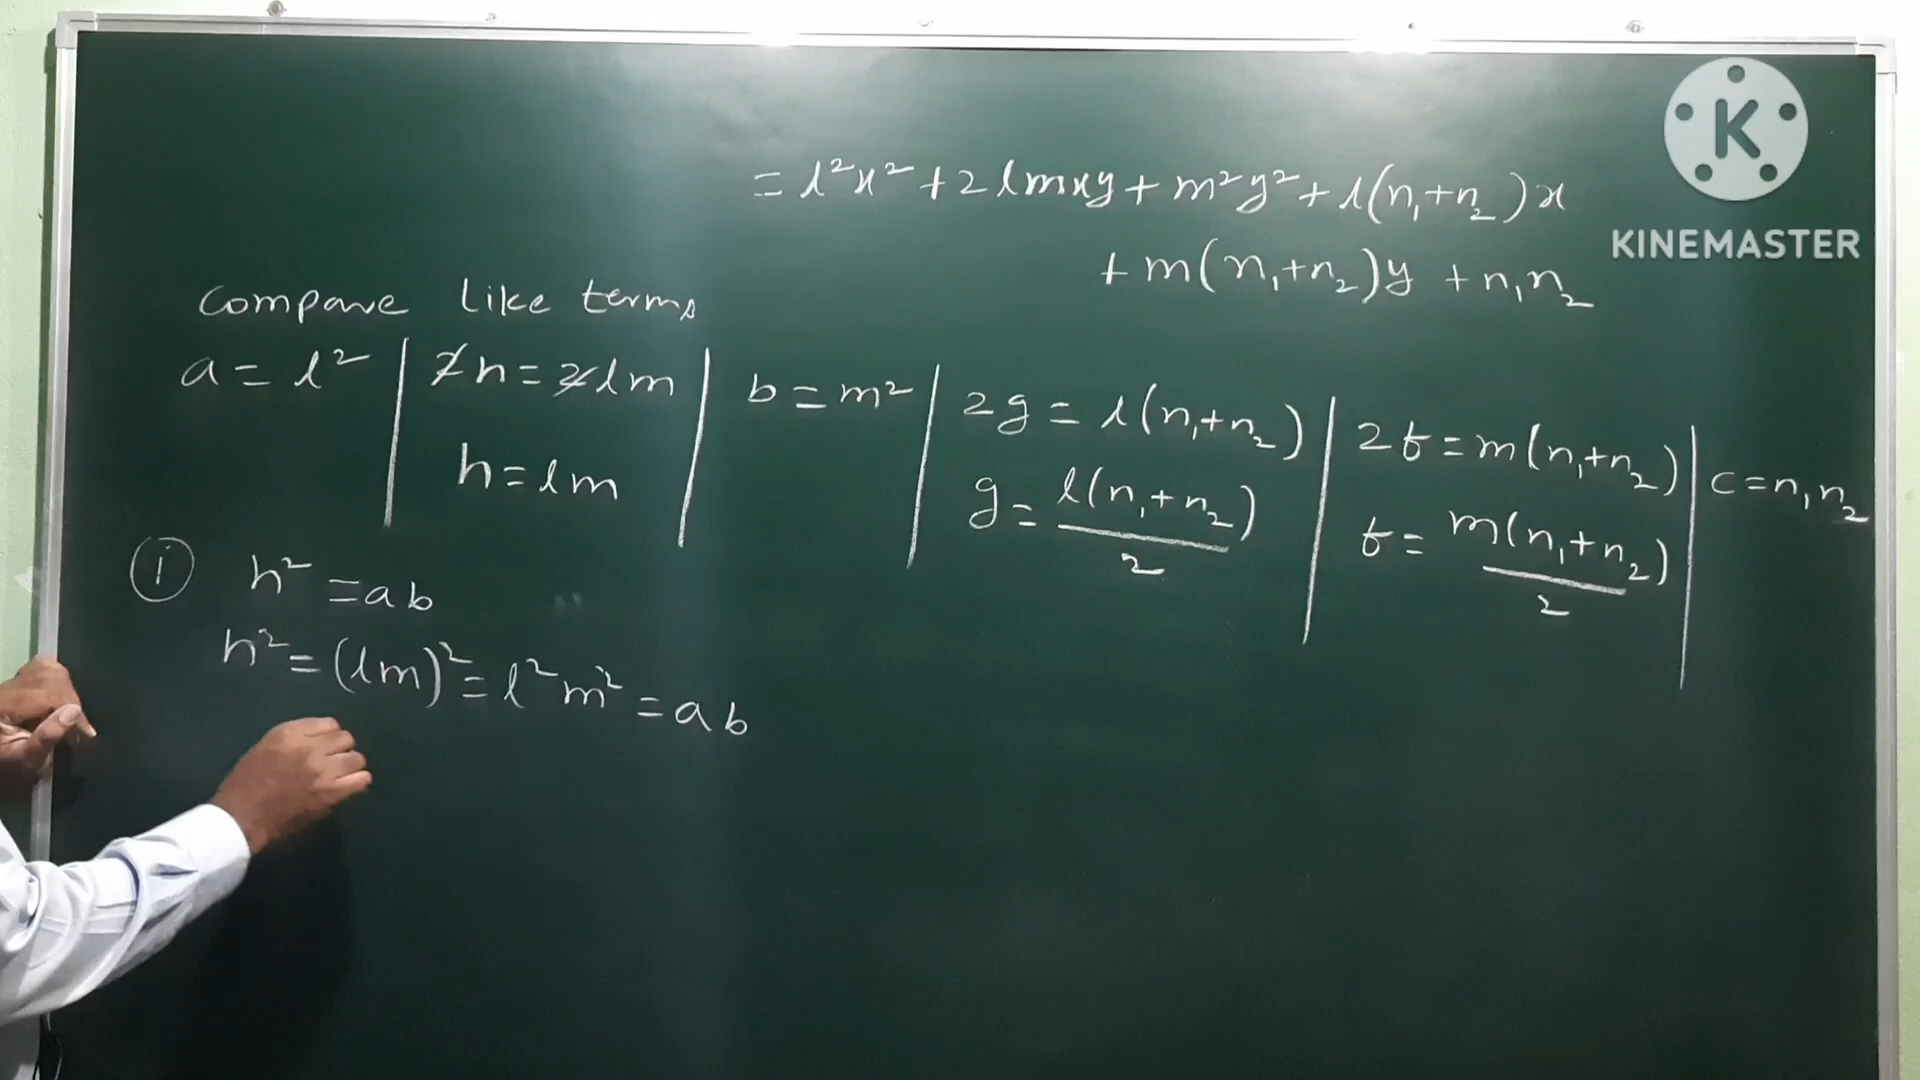 = l²x² + 2lmxy + m²y² + l(n₁+n₂)x
+ m(n₁+n₂)y + n₁n₂
Compare like terms
a = l² | 2h = 2lm | b = m² | 2g = l(n₁+n₂) | 2f = m(n₁+n₂) | c = n₁n₂
h = lm | g = l(n₁+n₂)/2 | f = m(n₁+n₂)/2
① h² = ab
h² = (lm)² = l²m² = ab
K
KINEMASTER